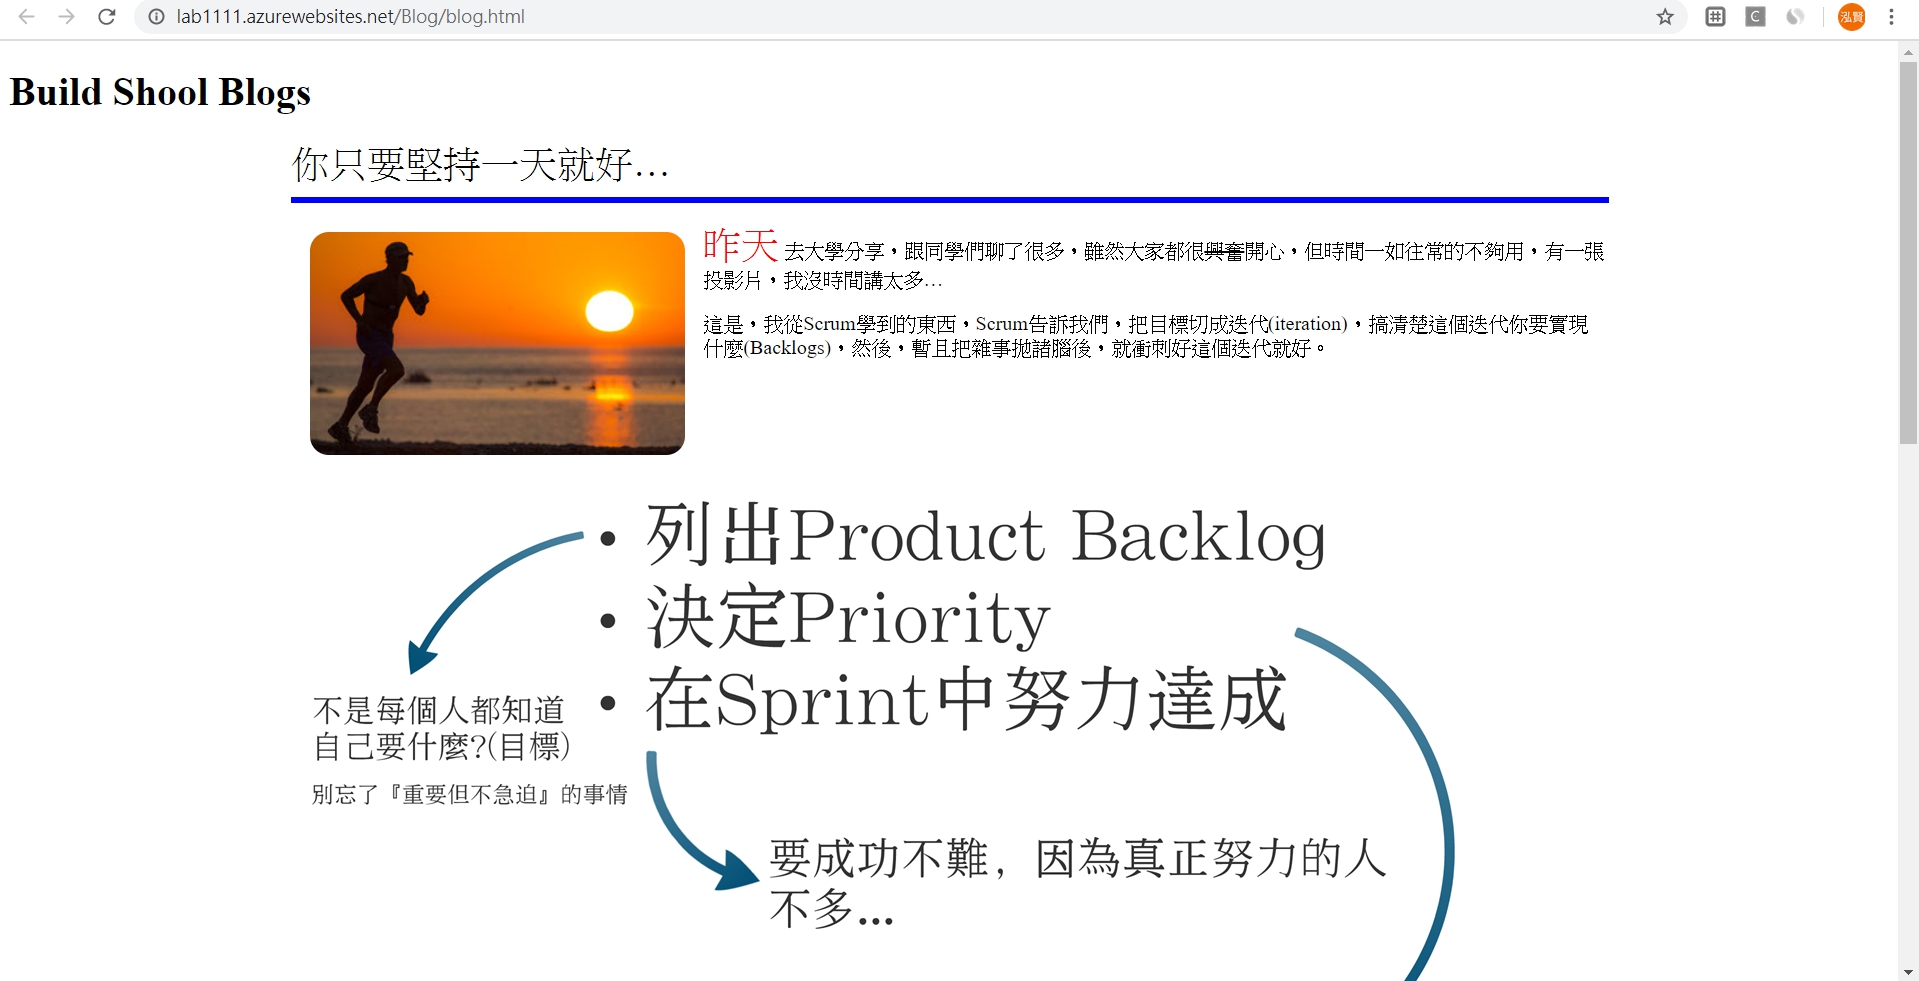 lab1111.azurewebsites.net/Blog/blog.html
泓賢
Build Shool Blogs
你只要堅持一天就好...
昨天 去大學分享，跟同學們聊了很多，雖然大家都很興奮開心，但時間一如往常的不夠用，有一張
投影片，我沒時間講太多…
這是，我從Scrum學到的東西，Scrum告訴我們，把目標切成迭代(iteration)，搞清楚這個迭代你要實現
什麼(Backlogs)，然後，暫且把雜事拋諸腦後，就衝刺好這個迭代就好。
• 列出Product Backlog
• 決定Priority
• 在Sprint中努力達成
不是每個人都知道
自己要什麼?(目標)
別忘了『重要但不急迫』的事情
要成功不難，因為真正努力的人
不多...